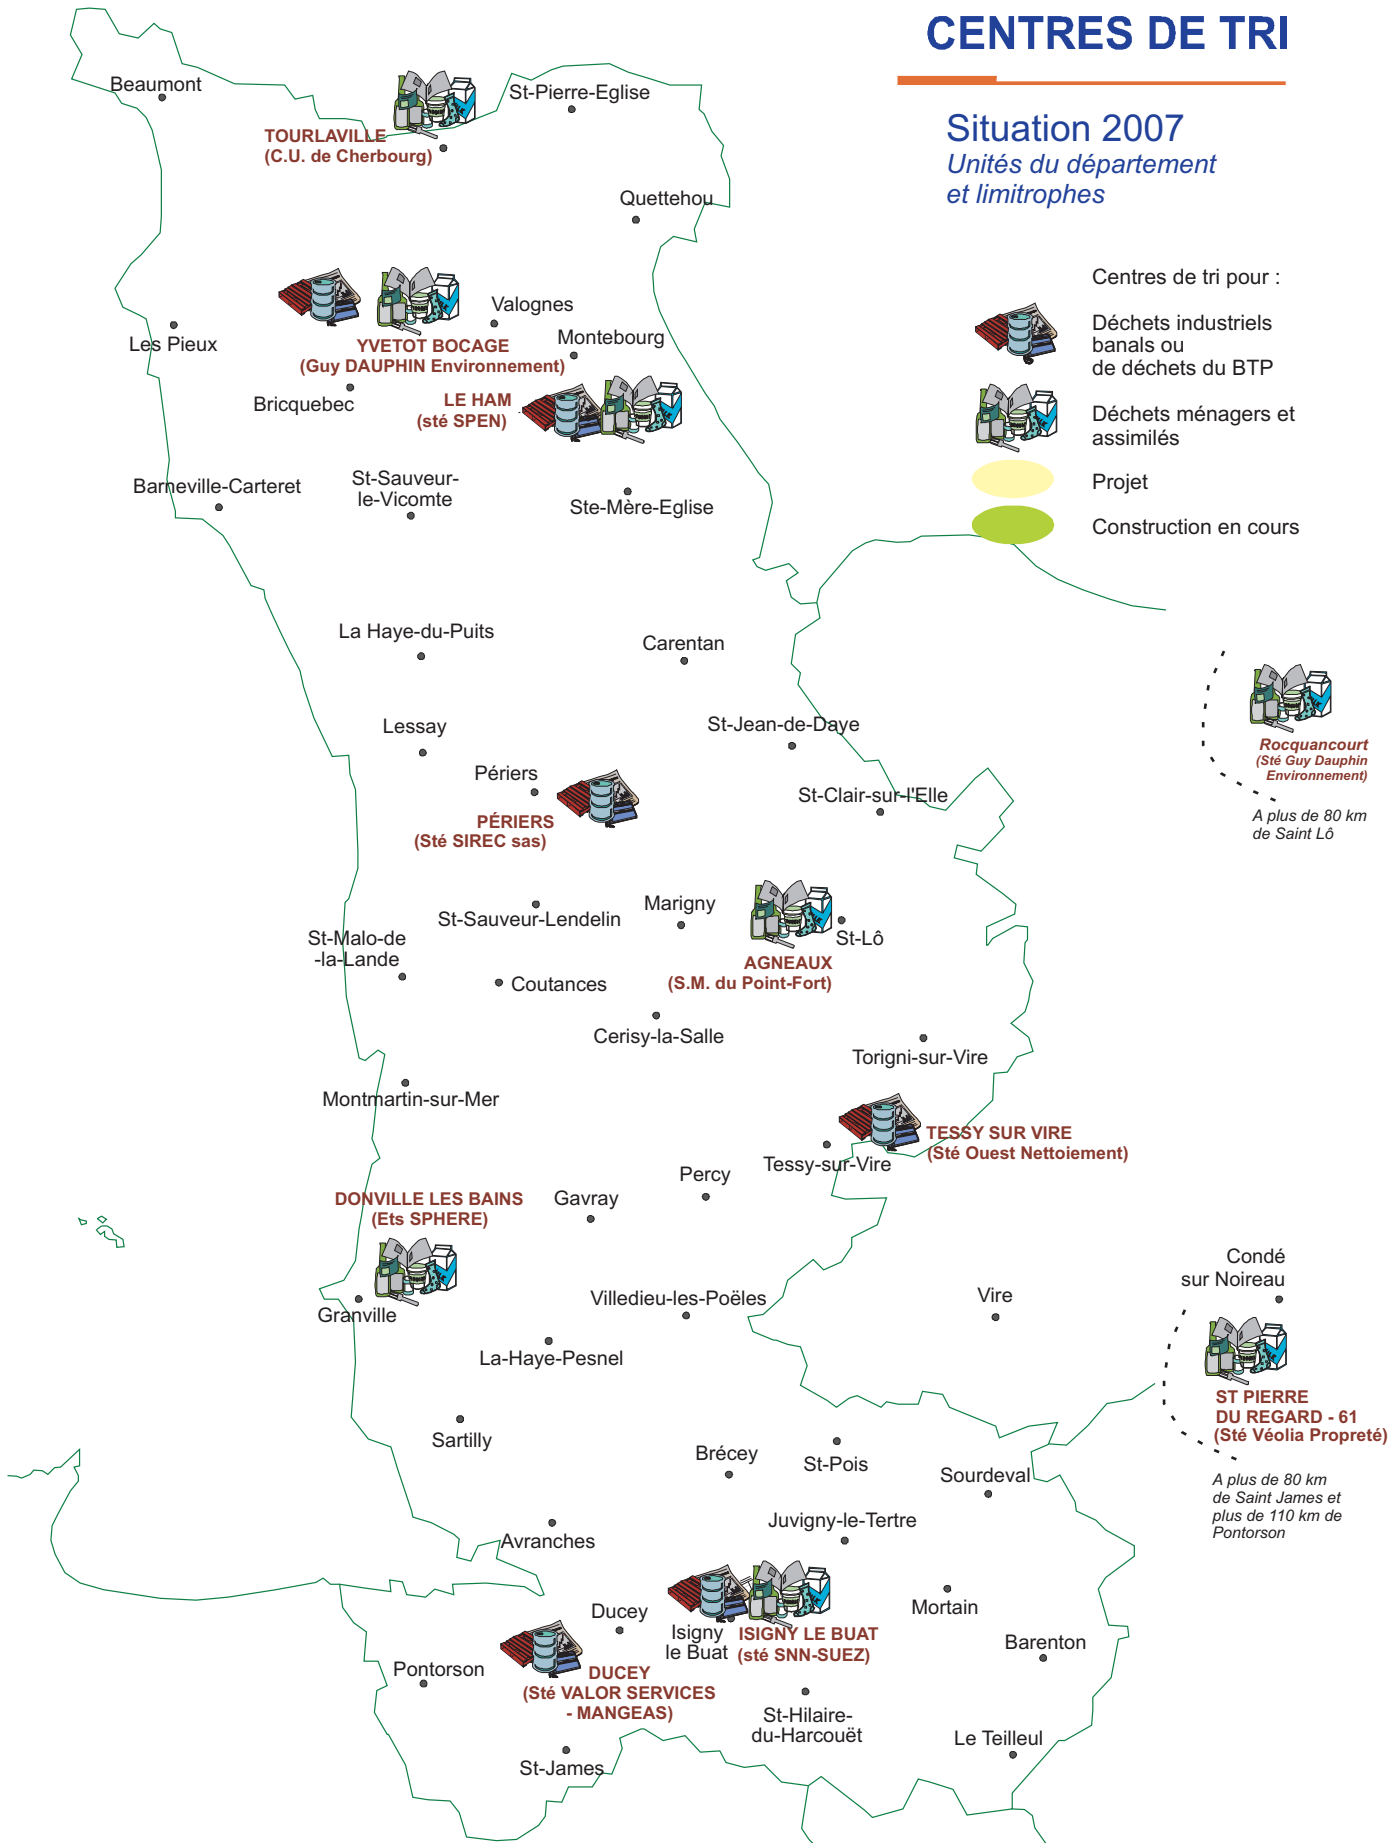 CENTRES DE TRI
Situation 2007
Unités du département
et limitrophes
Centres de tri pour :
Déchets industriels
banals ou
de déchets du BTP
Déchets ménagers et
assimilés
Projet
Construction en cours
Beaumont
St-Pierre-Eglise
TOURLAVILLE
(C.U. de Cherbourg)
Quettehou
Valognes
Les Pieux
Montebourg
YVETOT BOCAGE
(Guy DAUPHIN Environnement)
Bricquebec
LE HAM
(sté SPEN)
Barneville-Carteret
St-Sauveur-
le-Vicomte
Ste-Mère-Eglise
La Haye-du-Puits
Carentan
Lessay
St-Jean-de-Daye
Rocquancourt
(Sté Guy Dauphin
Environnement)
A plus de 80 km
de Saint Lô
Périers
St-Clair-sur-l'Elle
PÉRIERS
(Sté SIREC sas)
St-Sauveur-Lendelin
Marigny
St-Lô
St-Malo-de
-la-Lande
AGNEAUX
(S.M. du Point-Fort)
Coutances
Cerisy-la-Salle
Torigni-sur-Vire
Montmartin-sur-Mer
TESSY SUR VIRE
(Sté Ouest Nettoiement)
Tessy-sur-Vire
Percy
DONVILLE LES BAINS
(Ets SPHERE)
Gavray
Condé
sur Noireau
Granville
Villedieu-les-Poëles
Vire
La-Haye-Pesnel
ST PIERRE
DU REGARD - 61
(Sté Véolia Propreté)
A plus de 80 km
de Saint James et
plus de 110 km de
Pontorson
Sartilly
Brécey
St-Pois
Sourdeval
Avranches
Juvigny-le-Tertre
Mortain
Ducey
Isigny
le Buat
ISIGNY LE BUAT
(sté SNN-SUEZ)
Barenton
Pontorson
DUCEY
(Sté VALOR SERVICES
- MANGEAS)
St-Hilaire-
du-Harcouët
Le Teilleul
St-James